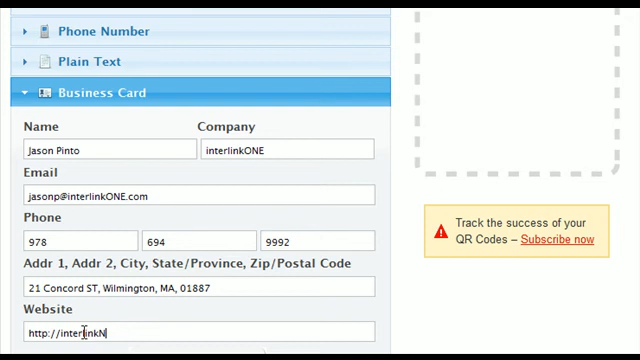 Phone Number
Plain Text
Business Card
Name Company
Jason Pinto interlinkONE
Email
jasonp@interlinkONE.com
Phone
978 694 9992
Addr 1, Addr 2, City, State/Province, Zip/Postal Code
21 Concord ST, Wilmington, MA, 01887
Website
http://interlinkN
Track the success of your
QR Codes – Subscribe now